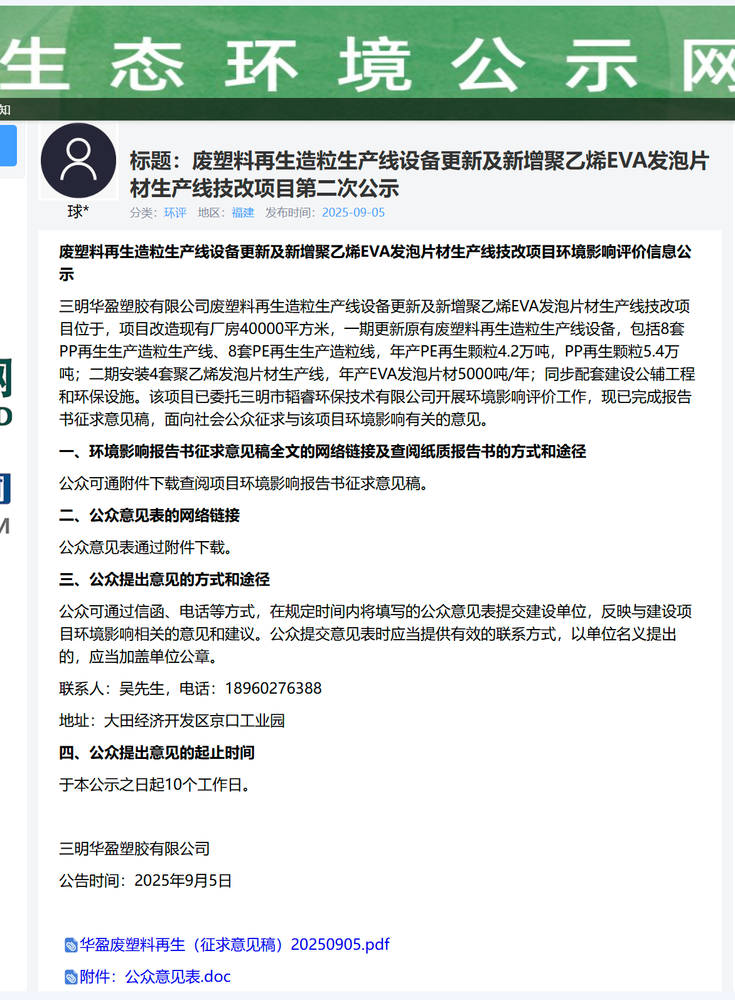 生态环境公示网
知
标题：废塑料再生造粒生产线设备更新及新增聚乙烯EVA发泡片
材生产线技改项目第二次公示
球*
分类：环评 地区：福建 发布时间：2025-09-05
废塑料再生造粒生产线设备更新及新增聚乙烯EVA发泡片材生产线技改项目环境影响评价信息公
示
三明华盈塑胶有限公司废塑料再生造粒生产线设备更新及新增聚乙烯EVA发泡片材生产线技改项
目位于，项目改造现有厂房40000平方米，一期更新原有废塑料再生造粒生产线设备，包括8套
PP再生生产造粒生产线、8套PE再生生产造粒线，年产PE再生颗粒4.2万吨，PP再生颗粒5.4万
吨；二期安装4套聚乙烯发泡片材生产线，年产EVA发泡片材5000吨/年；同步配套建设公辅工程
和环保设施。该项目已委托三明市韬睿环保技术有限公司开展环境影响评价工作，现已完成报告
书征求意见稿，面向社会公众征求与该项目环境影响有关的意见。
一、环境影响报告书征求意见稿全文的网络链接及查阅纸质报告书的方式和途径
公众可通附件下载查阅项目环境影响报告书征求意见稿。
二、公众意见表的网络链接
公众意见表通过附件下载。
三、公众提出意见的方式和途径
公众可通过信函、电话等方式，在规定时间内将填写的公众意见表提交建设单位，反映与建设项
目环境影响相关的意见和建议。公众提交意见表时应当提供有效的联系方式，以单位名义提出
的，应当加盖单位公章。
联系人：吴先生，电话：18960276388
地址：大田经济开发区京口工业园
四、公众提出意见的起止时间
于本公示之日起10个工作日。
三明华盈塑胶有限公司
公告时间：2025年9月5日
华盈废塑料再生（征求意见稿）20250905.pdf
附件：公众意见表.doc